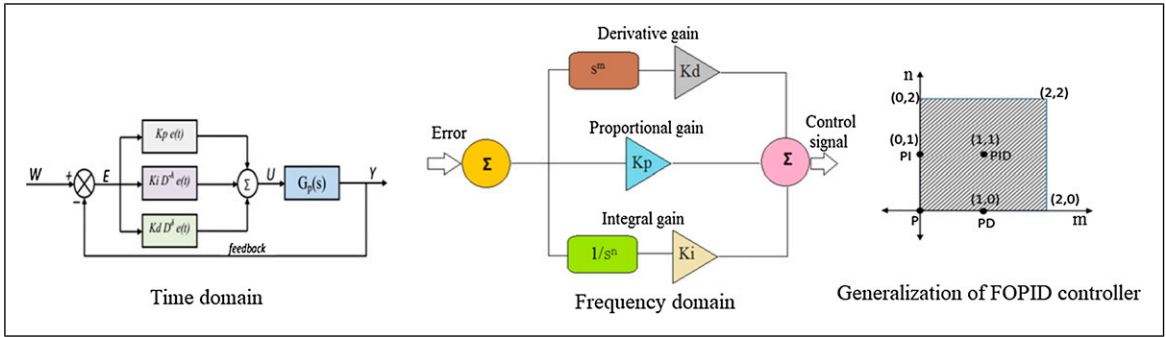 W
+
−
E
Kp e(t)
Ki D⁻ᴬ e(t)
Σ
U
Gp(s)
Y
feedback
Time domain
Derivative gain
sᵐ
Kd
Error
Σ
Proportional gain
Kp
Σ
Control
signal
Integral gain
1/sⁿ
Ki
Frequency domain
n
(0,2)
(2,2)
(0,1)
(1,1)
PI
PID
(1,0)
(2,0)
P
PD
m
Generalization of FOPID controller